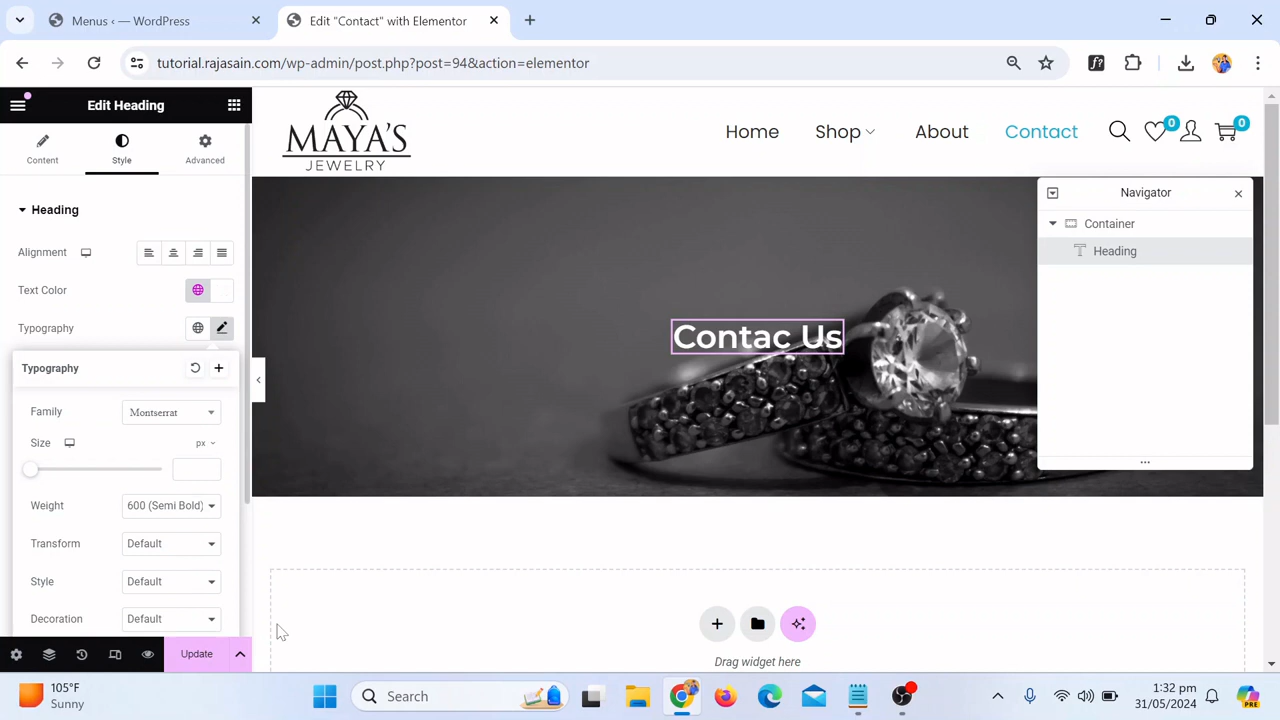 Menus ‹ — WordPress
Edit "Contact" with Elementor
tutorial.rajasain.com/wp-admin/post.php?post=94&action=elementor
Edit Heading
Content
Style
Advanced
Heading
Alignment
Text Color
Typography
Typography
Family
Montserrat
Size
px
Weight
600 (Semi Bold)
Transform
Default
Style
Default
Decoration
Default
Update
MAYA'S
JEWELRY
Home
Shop
About
Contact
0
0
Contac Us
Navigator
Container
Heading
Drag widget here
105°F
Sunny
Search
1:32 pm
31/05/2024
PRE